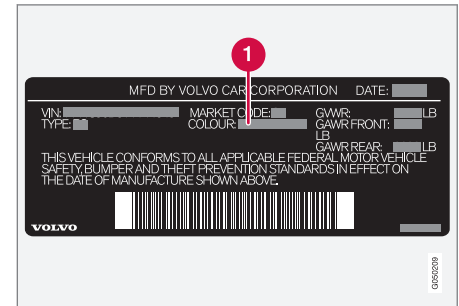 1
MFD BY VOLVO CAR CORPORATION DATE:
VIN: MARKET CODE: GVWR: LB
TYPE: COLOUR: GAWR FRONT:
LB
GAWR REAR: LB
THIS VEHICLE CONFORMS TO ALL APPLICABLE FEDERAL MOTOR VEHICLE
SAFETY, BUMPER AND THEFT PREVENTION STANDARDS IN EFFECT ON
THE DATE OF MANUFACTURE SHOWN ABOVE.
VOLVO
G050209